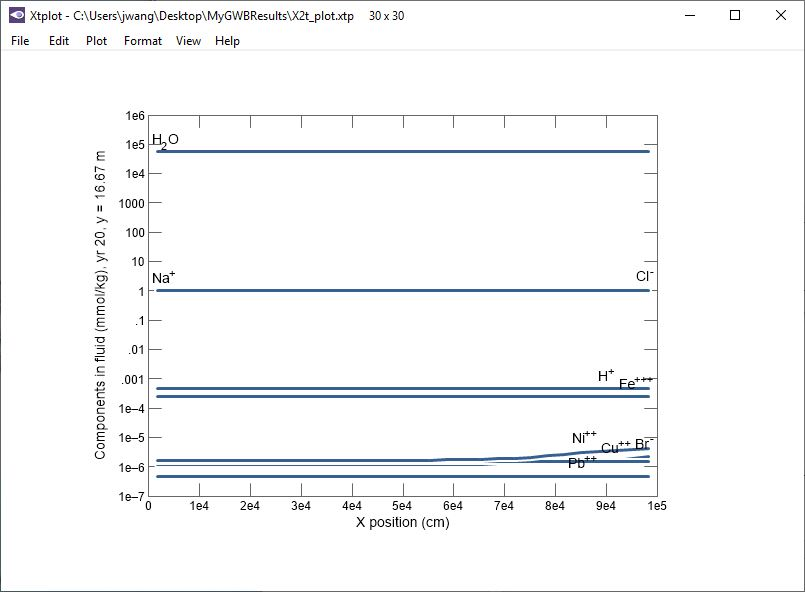 Xtplot - C:\Users\jwang\Desktop\MyGWBResults\X2t_plot.xtp 30 x 30
File Edit Plot Format View Help
Components in fluid (mmol/kg), yr 20, y = 16.67 m
1e6
1e5
1e4
1000
100
10
1
.1
.01
.001
1e-4
1e-5
1e-6
1e-7
H2O
Na+
Cl-
H+
Fe+++
Ni++
Cu++
Br-
Pb++
0 1e4 2e4 3e4 4e4 5e4 6e4 7e4 8e4 9e4 1e5
X position (cm)